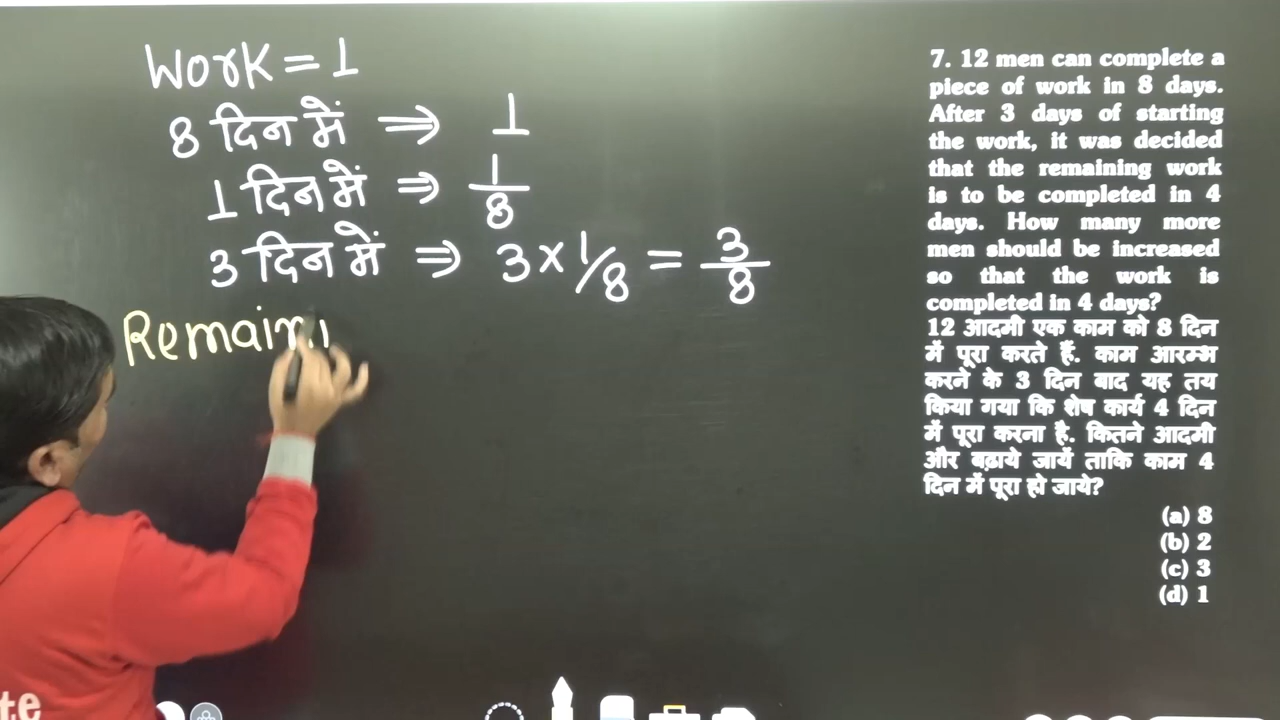 Work = 1
8 दिन में ⇒ 1
1 दिन में ⇒ 1/8
3 दिन में ⇒ 3 × 1/8 = 3/8
Remain
7. 12 men can complete a
piece of work in 8 days.
After 3 days of starting
the work, it was decided
that the remaining work
is to be completed in 4
days. How many more
men should be increased
so that the work is
completed in 4 days?
12 आदमी एक काम को 8 दिन
में पूरा करते हैं. काम आरम्भ
करने के 3 दिन बाद यह तय
किया गया कि शेष कार्य 4 दिन
में पूरा करना है. कितने आदमी
और बढ़ाये जायें ताकि काम 4
दिन में पूरा हो जाये?
(a) 8
(b) 2
(c) 3
(d) 1
te